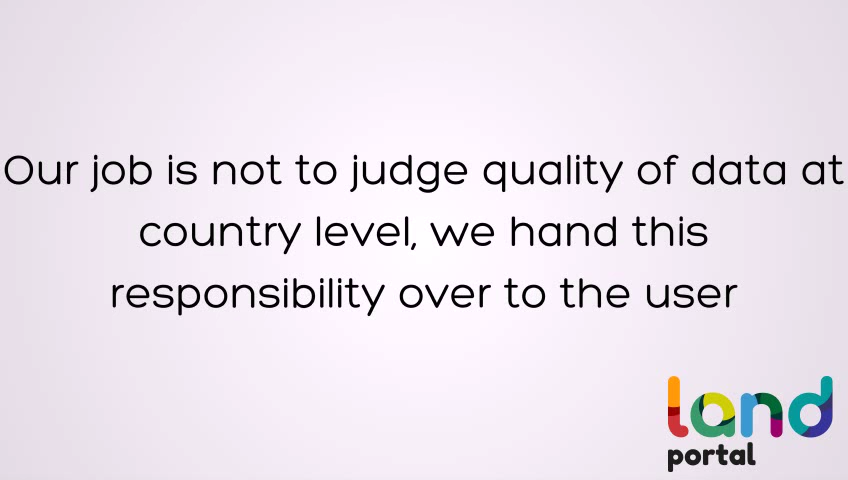 Our job is not to judge quality of data at
country level, we hand this
responsibility over to the user
land
portal